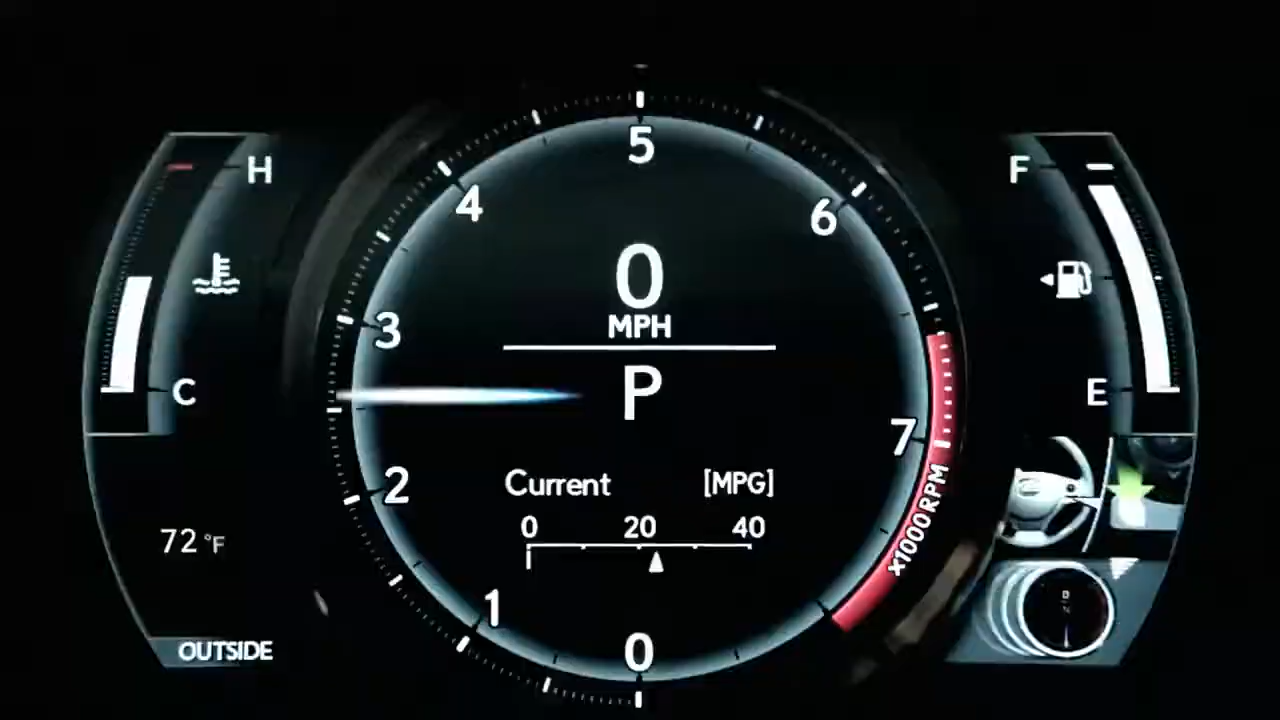 5
4
6
3
7
2
1
0
x1000RPM
0
MPH
P
Current [MPG]
0 20 40
H
C
72 °F
OUTSIDE
F
E